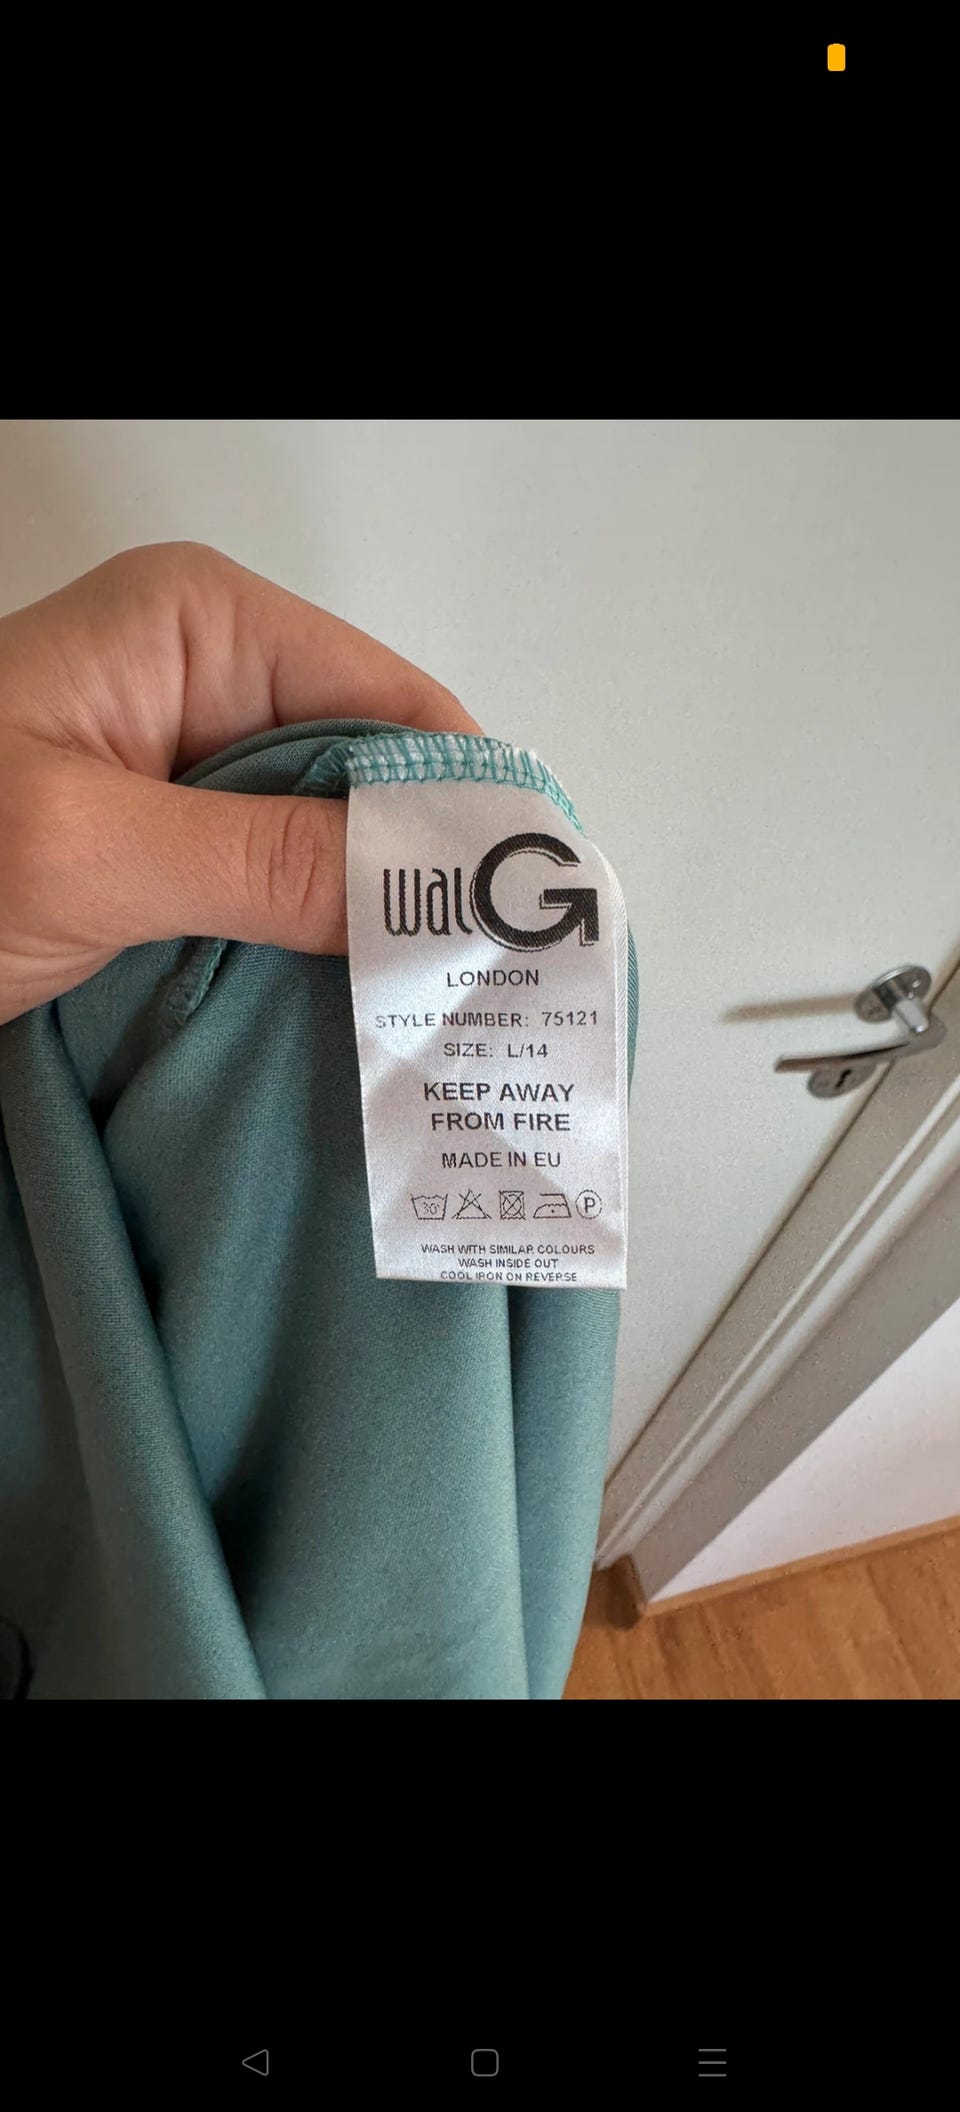 walG
LONDON
STYLE NUMBER: 75121
SIZE: L/14
KEEP AWAY
FROM FIRE
MADE IN EU
30° P
WASH WITH SIMILAR COLOURS
WASH INSIDE OUT
COOL IRON ON REVERSE